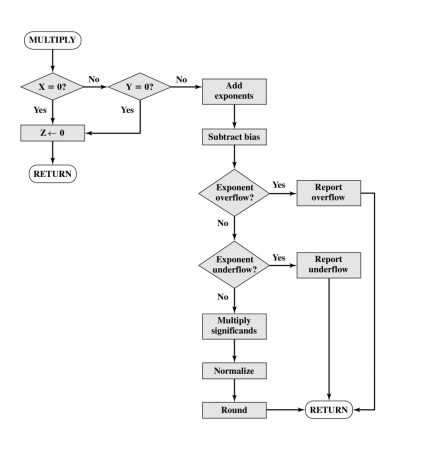 MULTIPLY
X = 0?
No
Y = 0?
No
Add
exponents
Yes
Yes
Z ← 0
RETURN
Subtract bias
Exponent
overflow?
Yes
Report
overflow
No
Exponent
underflow?
Yes
Report
underflow
No
Multiply
significands
Normalize
Round
RETURN